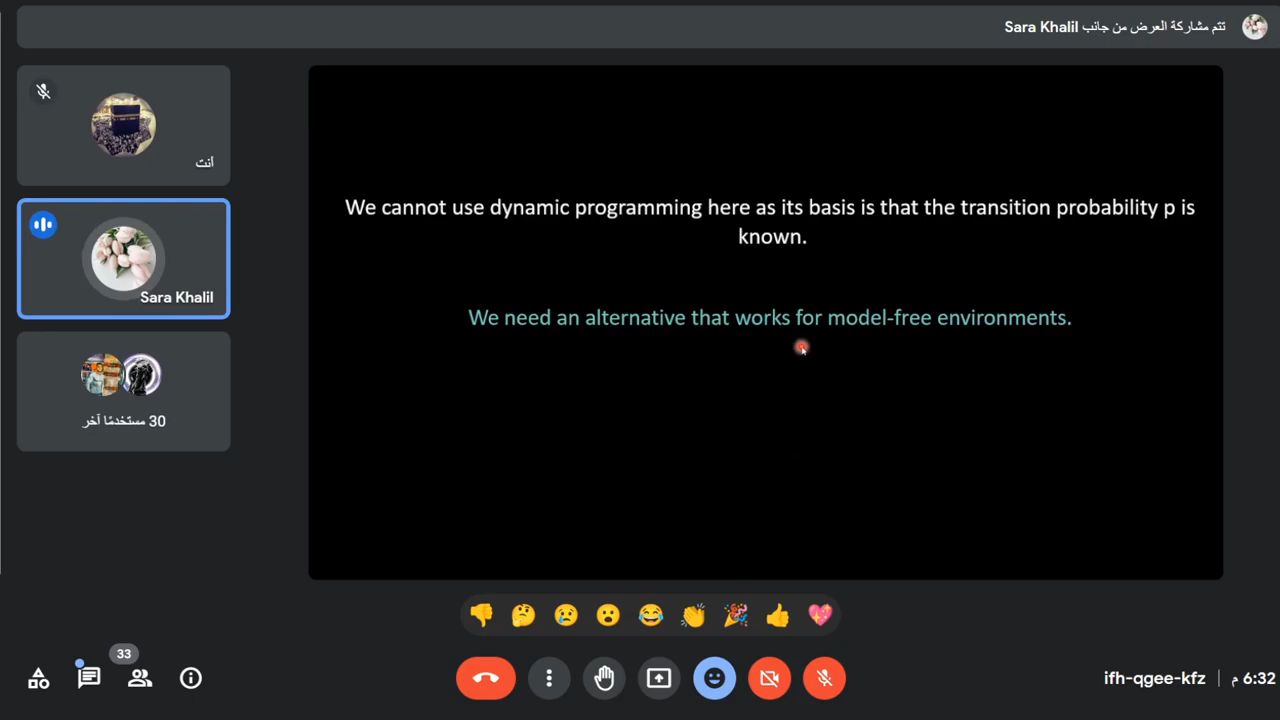 تتم مشاركة العرض من جانب Sara Khalil
أنت
Sara Khalil
30 مستخدمًا آخر
We cannot use dynamic programming here as its basis is that the transition probability p is
known.
We need an alternative that works for model-free environments.
33
ifh-qgee-kfz
6:32 م